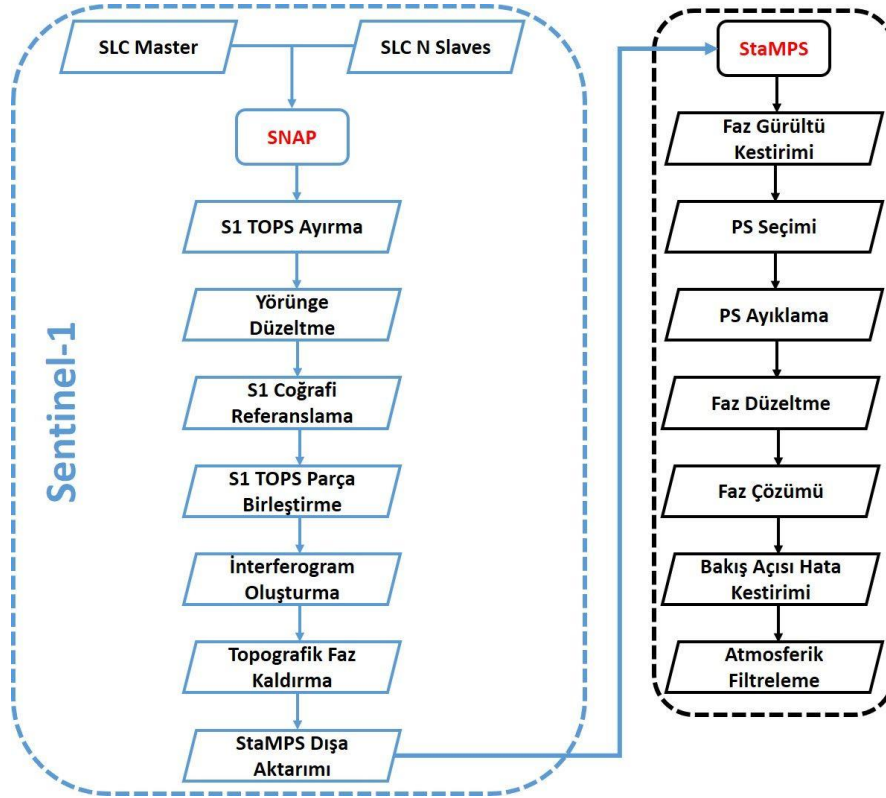 SLC Master
SLC N Slaves
SNAP
S1 TOPS Ayırma
Yörünge
Düzeltme
S1 Coğrafi
Referanslama
S1 TOPS Parça
Birleştirme
İnterferogram
Oluşturma
Topografik Faz
Kaldırma
StaMPS Dışa
Aktarımı
Sentinel-1
StaMPS
Faz Gürültü
Kestirimi
PS Seçimi
PS Ayıklama
Faz Düzeltme
Faz Çözümü
Bakış Açısı Hata
Kestirimi
Atmosferik
Filtreleme